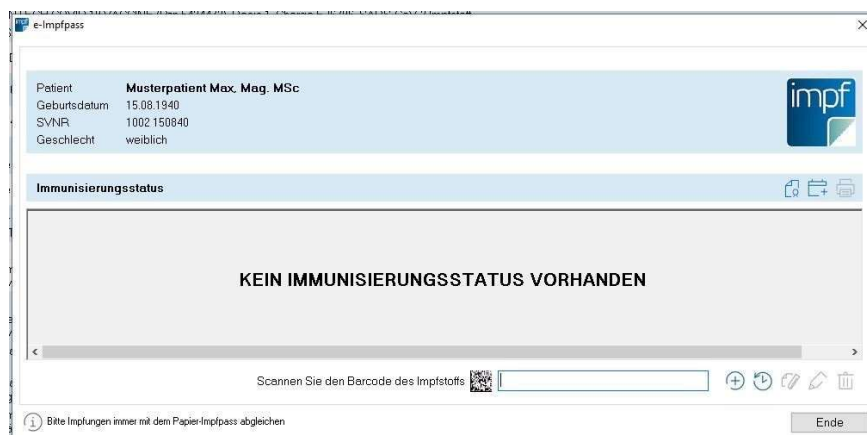 e-Impfpass
Patient Musterpatient Max, Mag. MSc
Geburtsdatum 15.08.1940
SVNR 1002 150840
Geschlecht weiblich
impf
Immunisierungsstatus
KEIN IMMUNISIERUNGSSTATUS VORHANDEN
Scannen Sie den Barcode des Impfstoffs
Bitte Impfungen immer mit dem Papier-Impfpass abgleichen
Ende